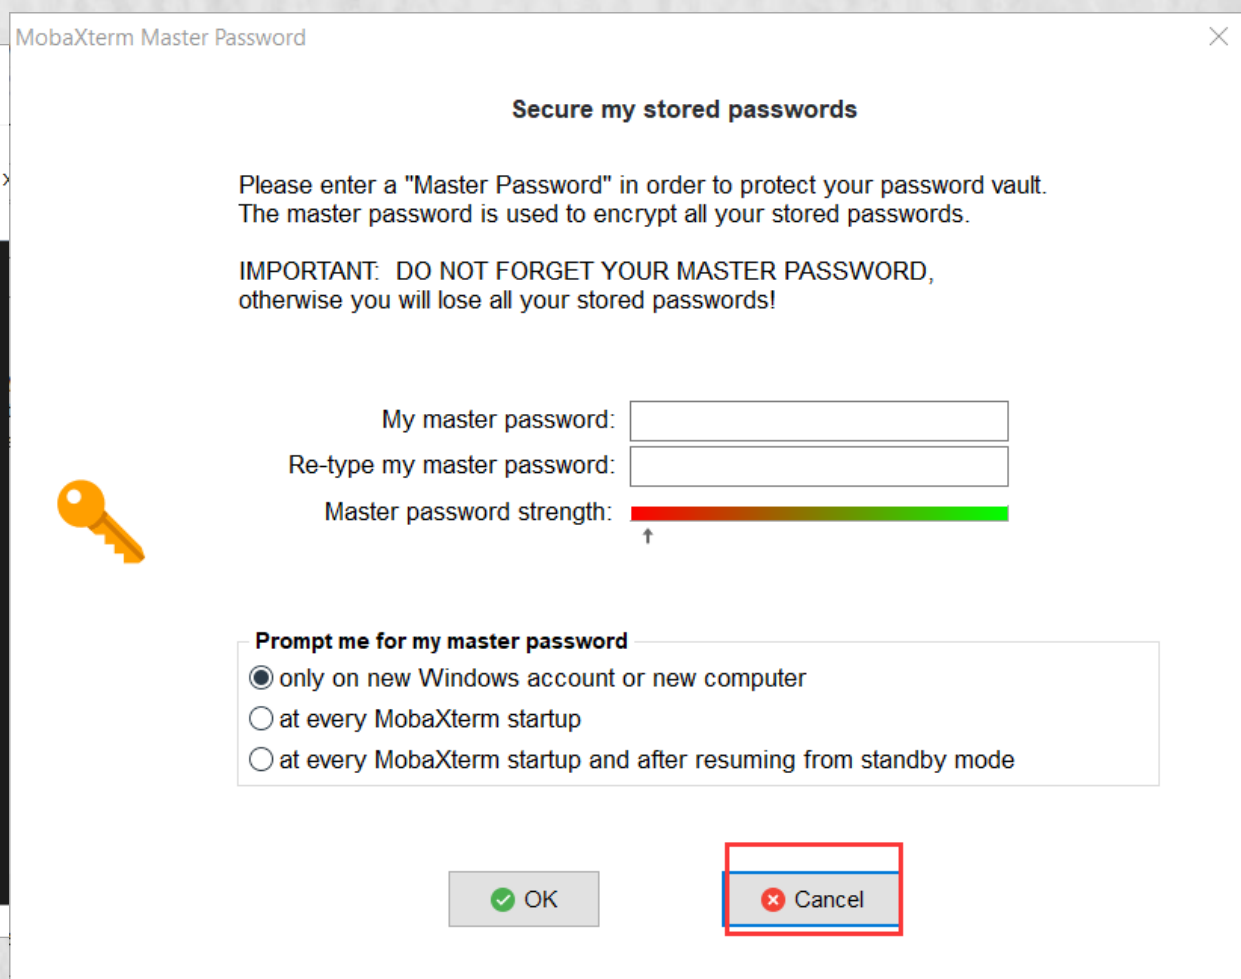 MobaXterm Master Password
Secure my stored passwords
Please enter a "Master Password" in order to protect your password vault.
The master password is used to encrypt all your stored passwords.
IMPORTANT:  DO NOT FORGET YOUR MASTER PASSWORD,
otherwise you will lose all your stored passwords!
My master password:
Re-type my master password:
Master password strength:
Prompt me for my master password
only on new Windows account or new computer
at every MobaXterm startup
at every MobaXterm startup and after resuming from standby mode
OK
Cancel